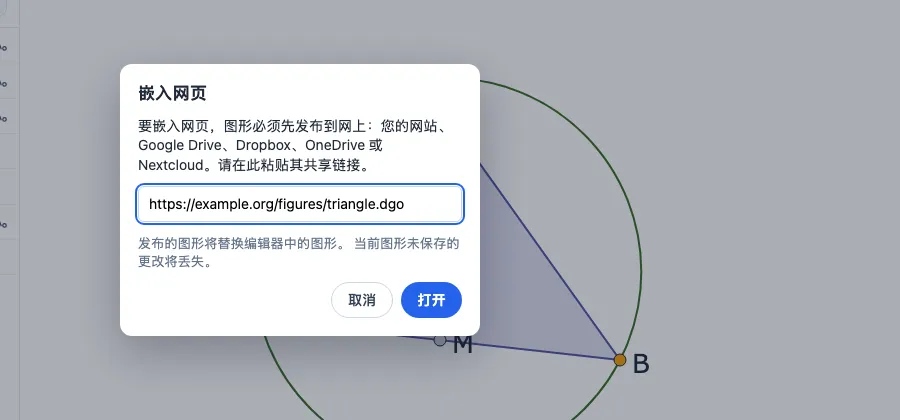 嵌入网页
要嵌入网页，图形必须先发布到网上：您的网站、
Google Drive、Dropbox、OneDrive 或
Nextcloud。请在此粘贴其共享链接。
https://example.org/figures/triangle.dgo
发布的图形将替换编辑器中的图形。 当前图形未保存的
更改将丢失。
取消 打开
M
B